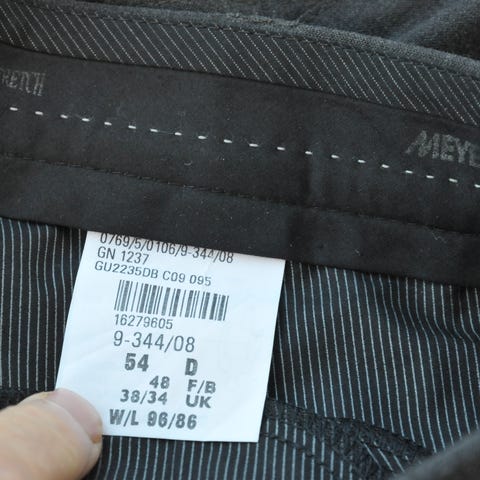 MEYE
0769/5/0106/9-344/08
GN 1237
GU2235DB C09 095
16279605
9-344/08
54 D
48 F/B
38/34 UK
W/L 96/86